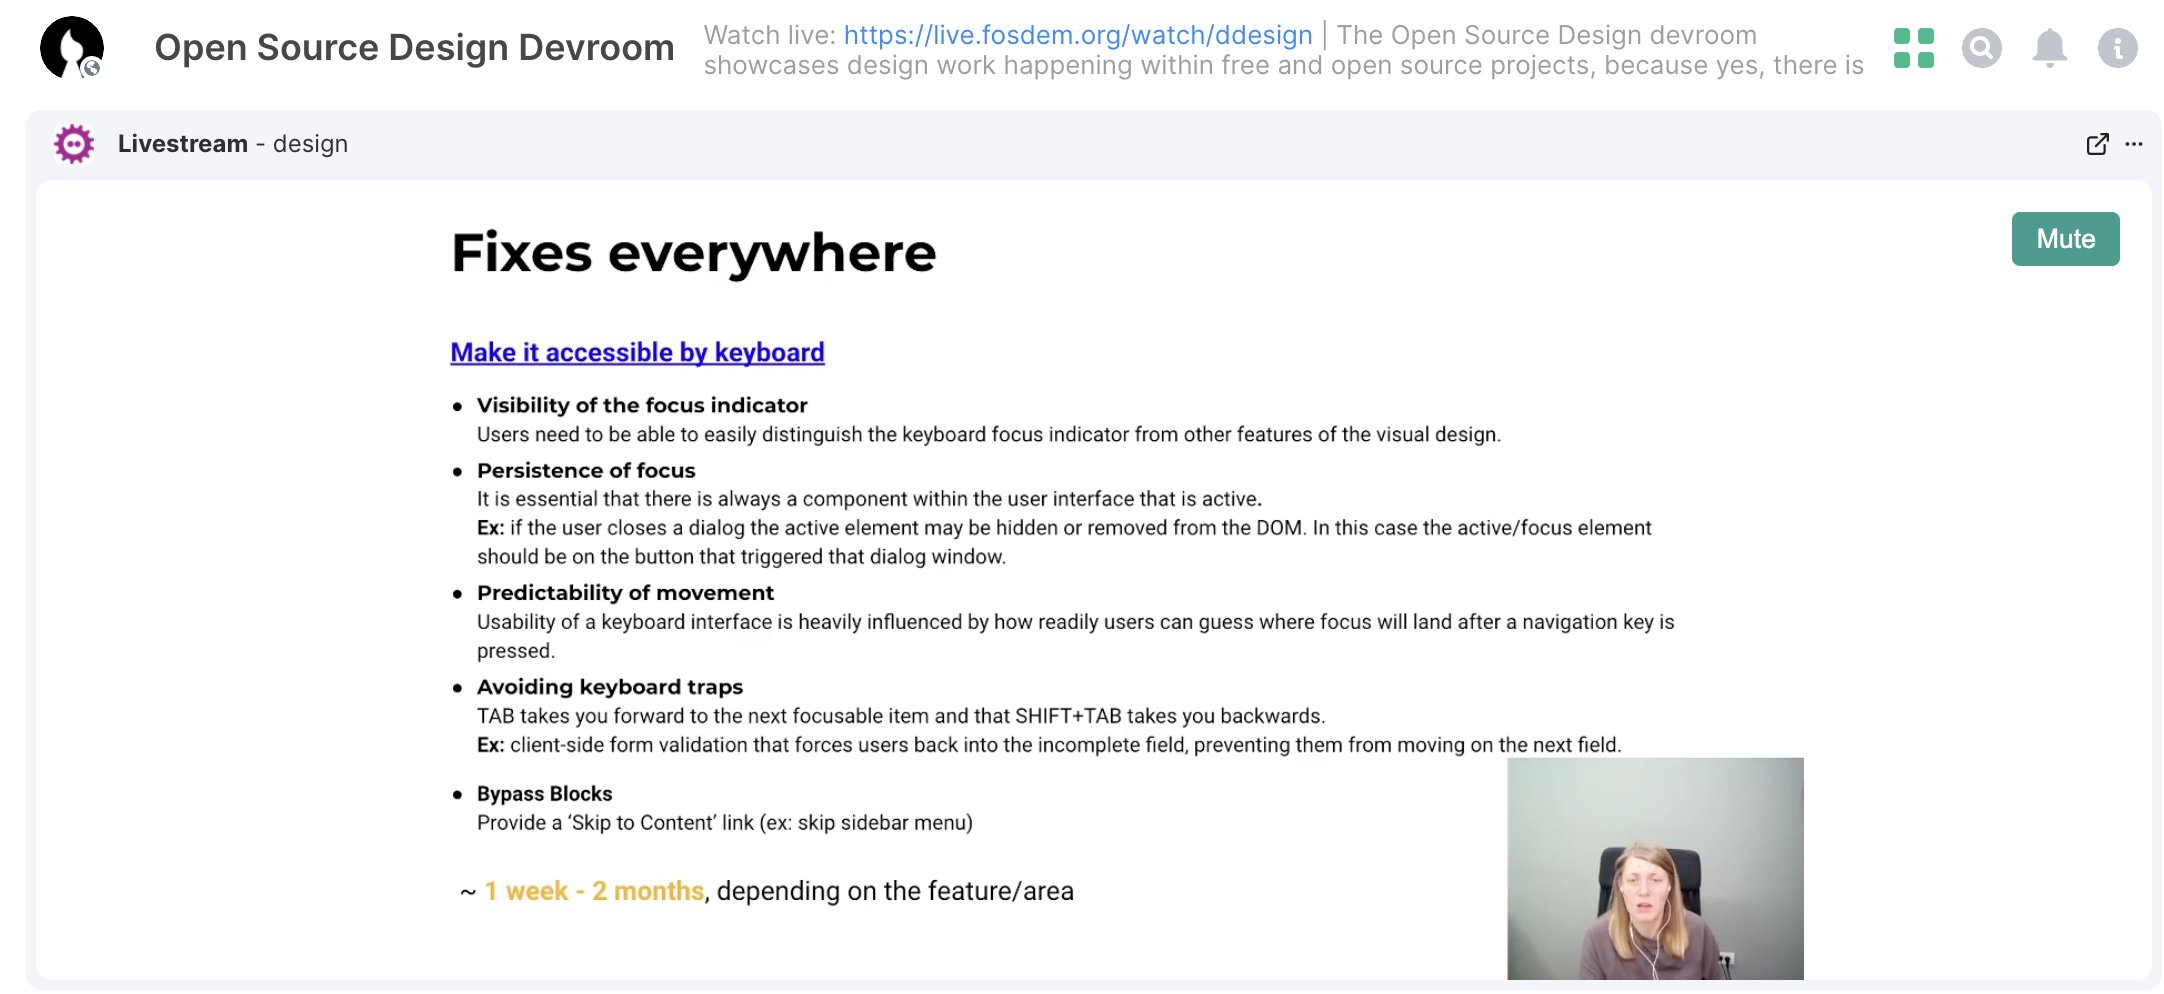 Open Source Design Devroom
Watch live: https://live.fosdem.org/watch/ddesign | The Open Source Design devroom
showcases design work happening within free and open source projects, because yes, there is
Livestream - design
Mute
Fixes everywhere
Make it accessible by keyboard
● Visibility of the focus indicator
Users need to be able to easily distinguish the keyboard focus indicator from other features of the visual design.
● Persistence of focus
It is essential that there is always a component within the user interface that is active.
Ex: if the user closes a dialog the active element may be hidden or removed from the DOM. In this case the active/focus element
should be on the button that triggered that dialog window.
● Predictability of movement
Usability of a keyboard interface is heavily influenced by how readily users can guess where focus will land after a navigation key is
pressed.
● Avoiding keyboard traps
TAB takes you forward to the next focusable item and that SHIFT+TAB takes you backwards.
Ex: client-side form validation that forces users back into the incomplete field, preventing them from moving on the next field.
● Bypass Blocks
Provide a ‘Skip to Content’ link (ex: skip sidebar menu)
~ 1 week - 2 months, depending on the feature/area